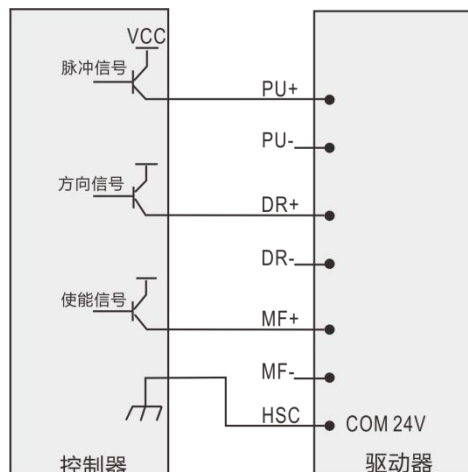 VCC
脉冲信号
PU+
PU-
方向信号
DR+
DR-
使能信号
MF+
MF-
HSC
COM 24V
控制器
驱动器